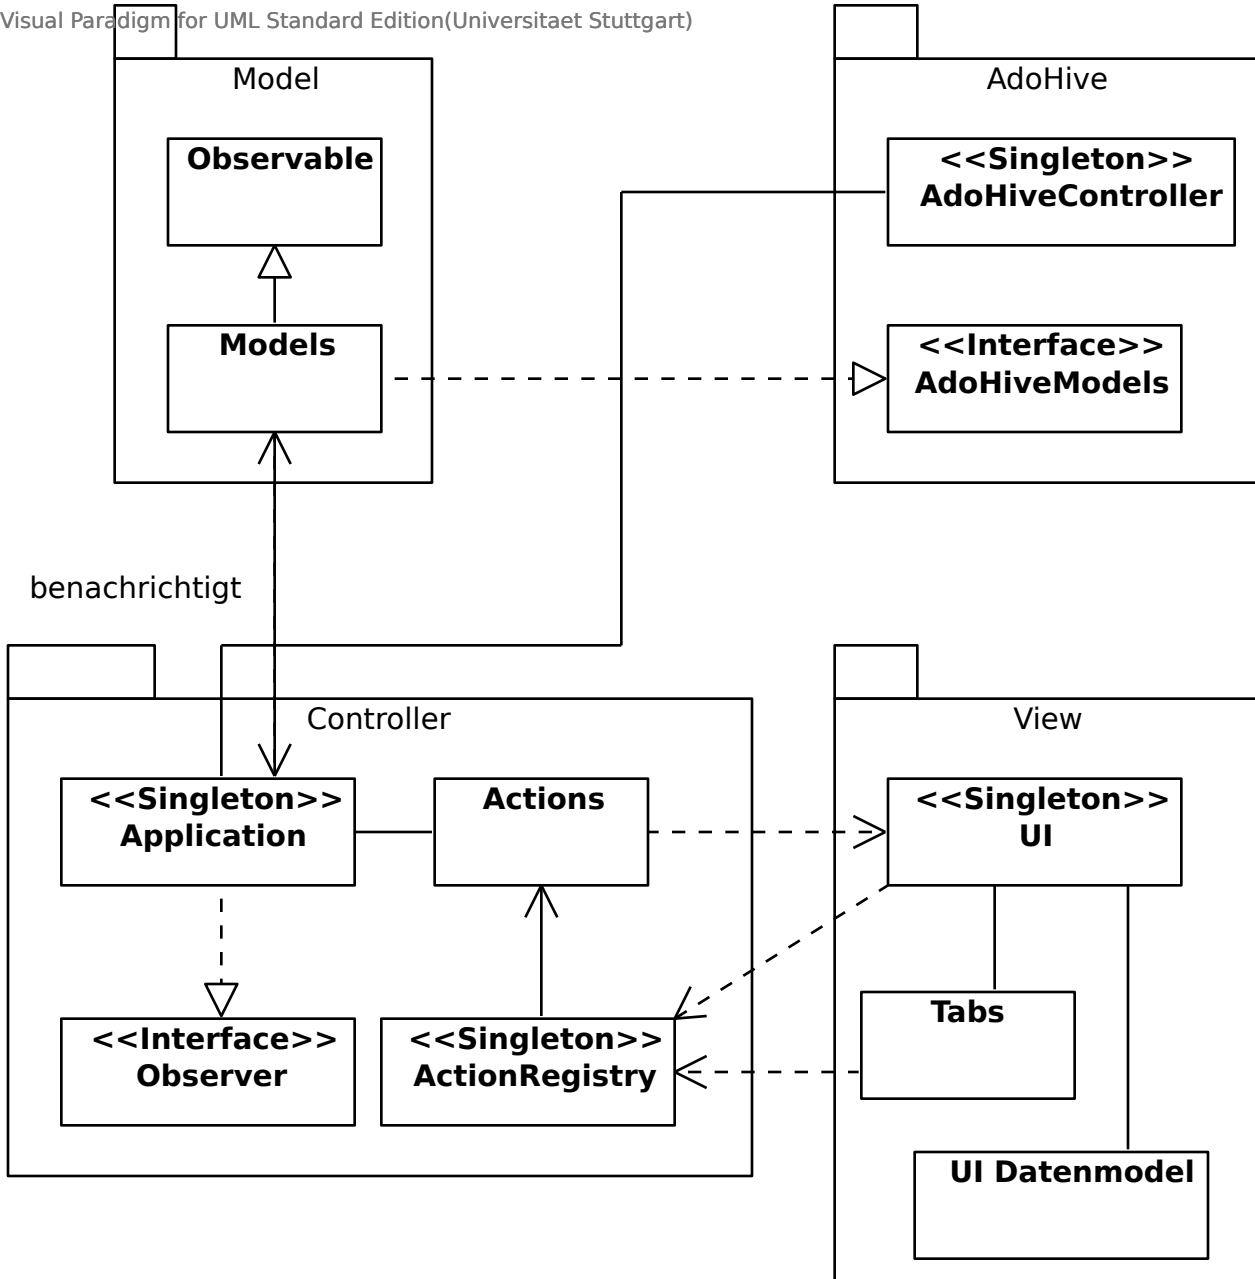 Visual Paradigm for UML Standard Edition(Universitaet Stuttgart)
Model
Observable
Models
AdoHive
<<Singleton>>
AdoHiveController
<<Interface>>
AdoHiveModels
benachrichtigt
Controller
<<Singleton>>
Application
Actions
<<Interface>>
Observer
<<Singleton>>
ActionRegistry
View
<<Singleton>>
UI
Tabs
UI Datenmodel